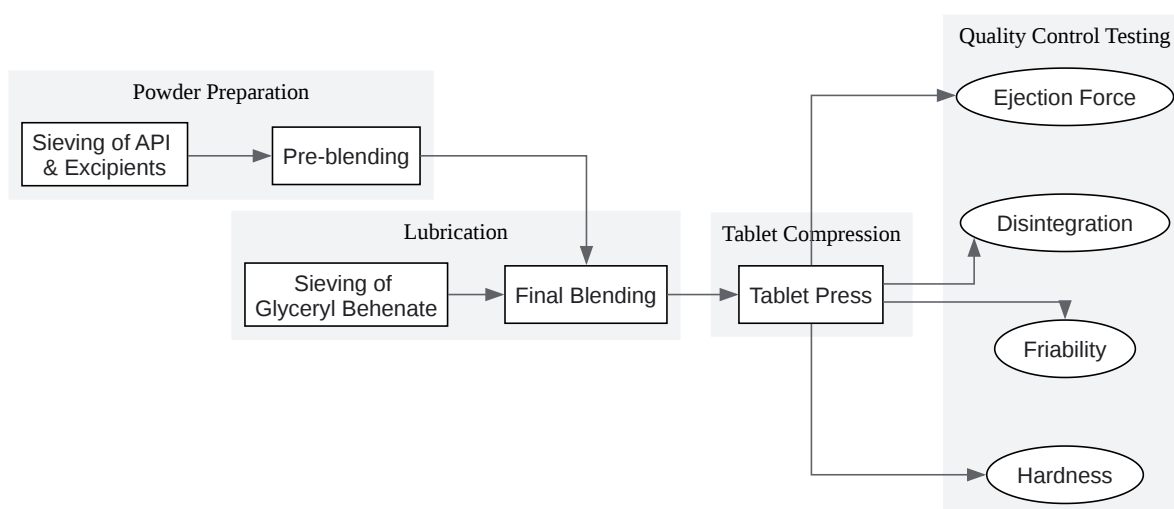 Quality Control Testing
Powder Preparation
Ejection Force
Sieving of API
& Excipients
Pre-blending
Lubrication
Tablet Compression
Disintegration
Sieving of
Glyceryl Behenate
Final Blending
Tablet Press
Friability
Hardness